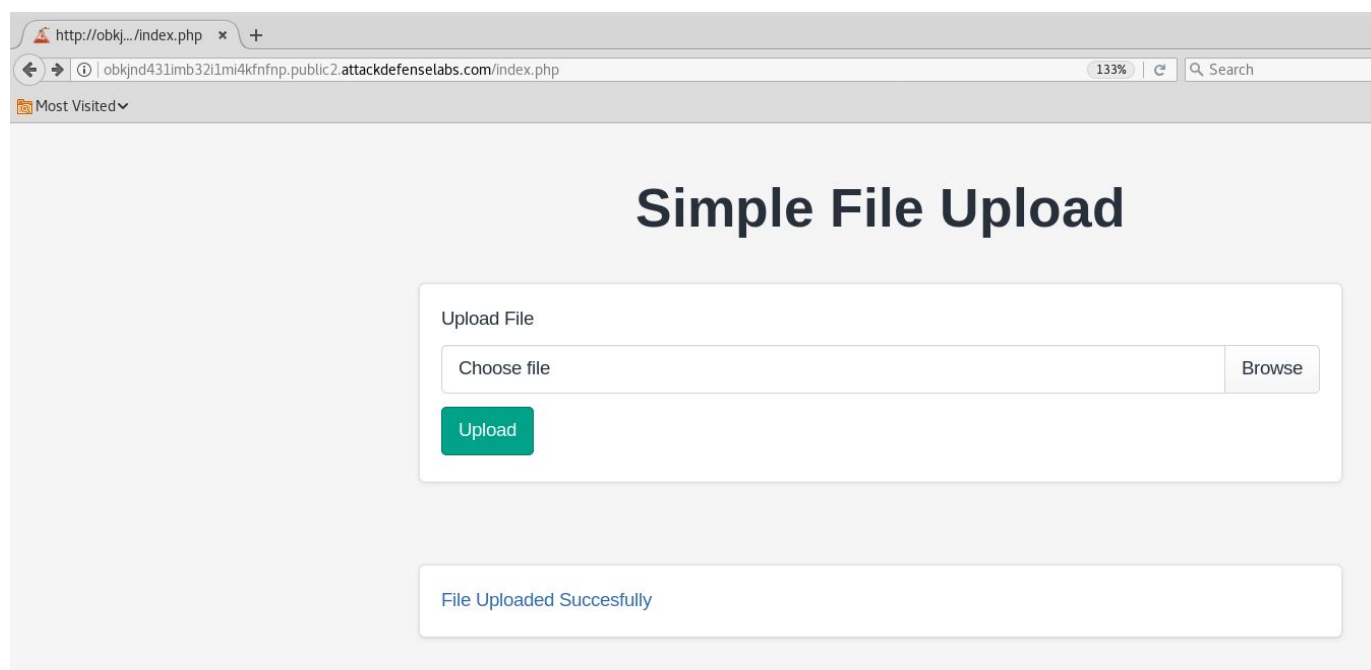 http://obkj.../index.php × +
obkjnd431imb32i1mi4kfnfnp.public2.attackdefenselabs.com/index.php 133% Search
Most Visited
Simple File Upload
Upload File
Choose file Browse
Upload
File Uploaded Succesfully